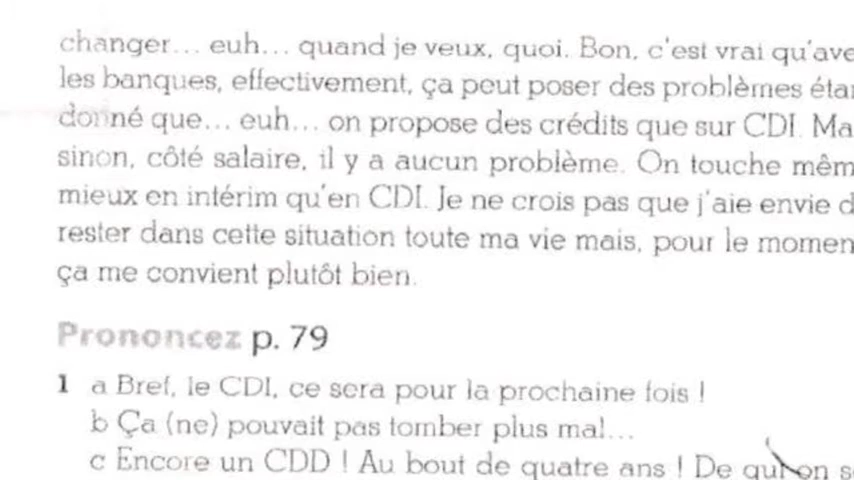 changer... euh... quand je veux, quoi. Bon, c'est vrai qu'ave
les banques, effectivement, ça peut poser des problèmes étan
donné que... euh... on propose des crédits que sur CDI. Ma
sinon, côté salaire, il y a aucun problème. On touche mêm
mieux en intérim qu'en CDI. Je ne crois pas que j'aie envie d
rester dans cette situation toute ma vie mais, pour le momen
ça me convient plutôt bien.
Prononcez p. 79
1 a Bref, le CDI, ce sera pour la prochaine fois !
b Ça (ne) pouvait pas tomber plus mal...
c Encore un CDD ! Au bout de quatre ans ! De qui on se